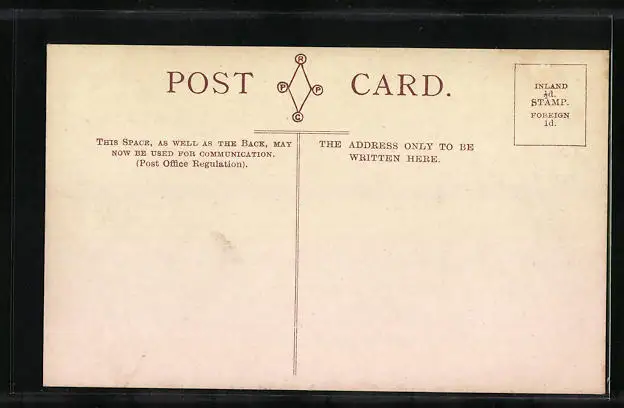 POST CARD.
R
P P
C
INLAND
½d.
STAMP.
FOREIGN
1d.
THIS SPACE, AS WELL AS THE BACK, MAY
NOW BE USED FOR COMMUNICATION.
(Post Office Regulation).
THE ADDRESS ONLY TO BE
WRITTEN HERE.